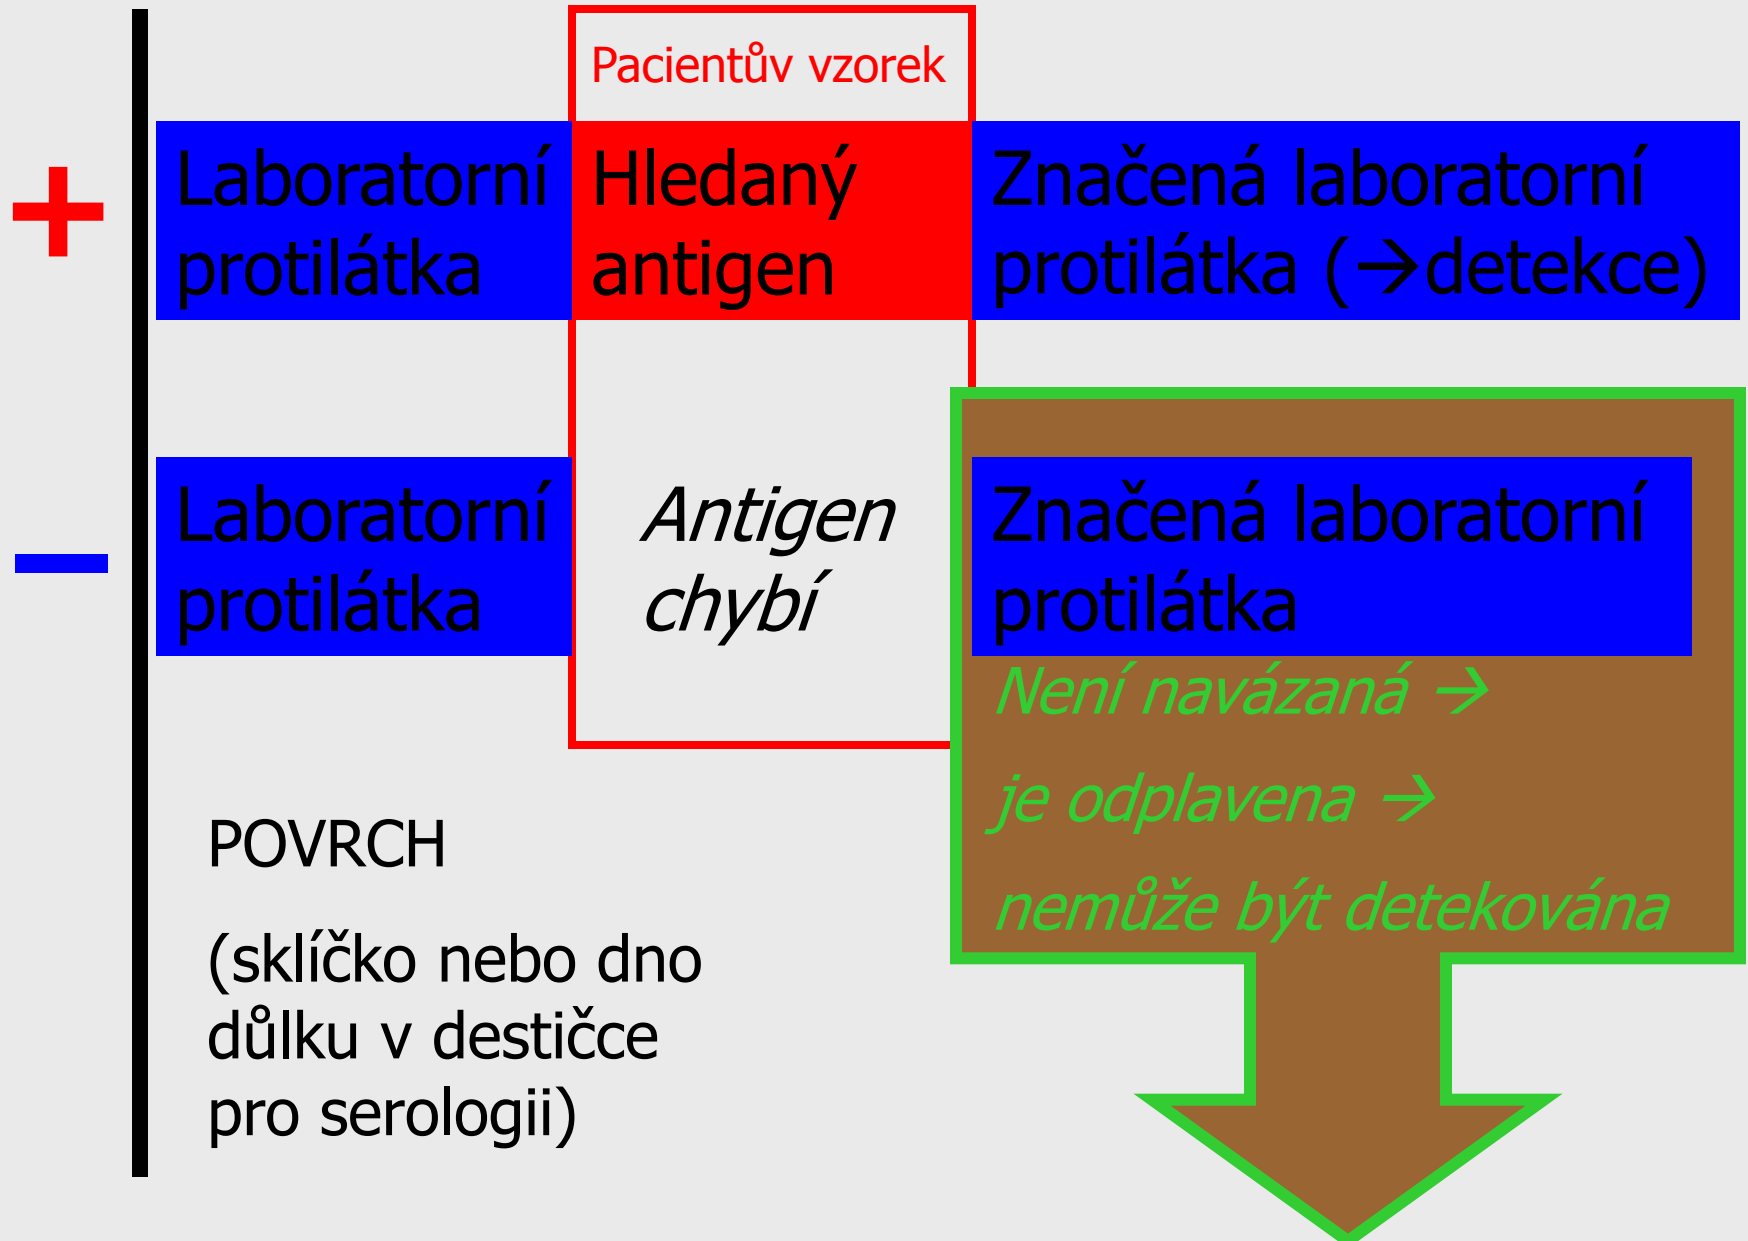 Pacientův vzorek
+
Laboratorní
protilátka
Hledaný
antigen
Značená laboratorní
protilátka (→detekce)
–
Laboratorní
protilátka
Antigen
chybí
Značená laboratorní
protilátka
Není navázaná →
je odplavena →
nemůže být detekována
POVRCH
(sklíčko nebo dno
důlku v destičce
pro serologii)